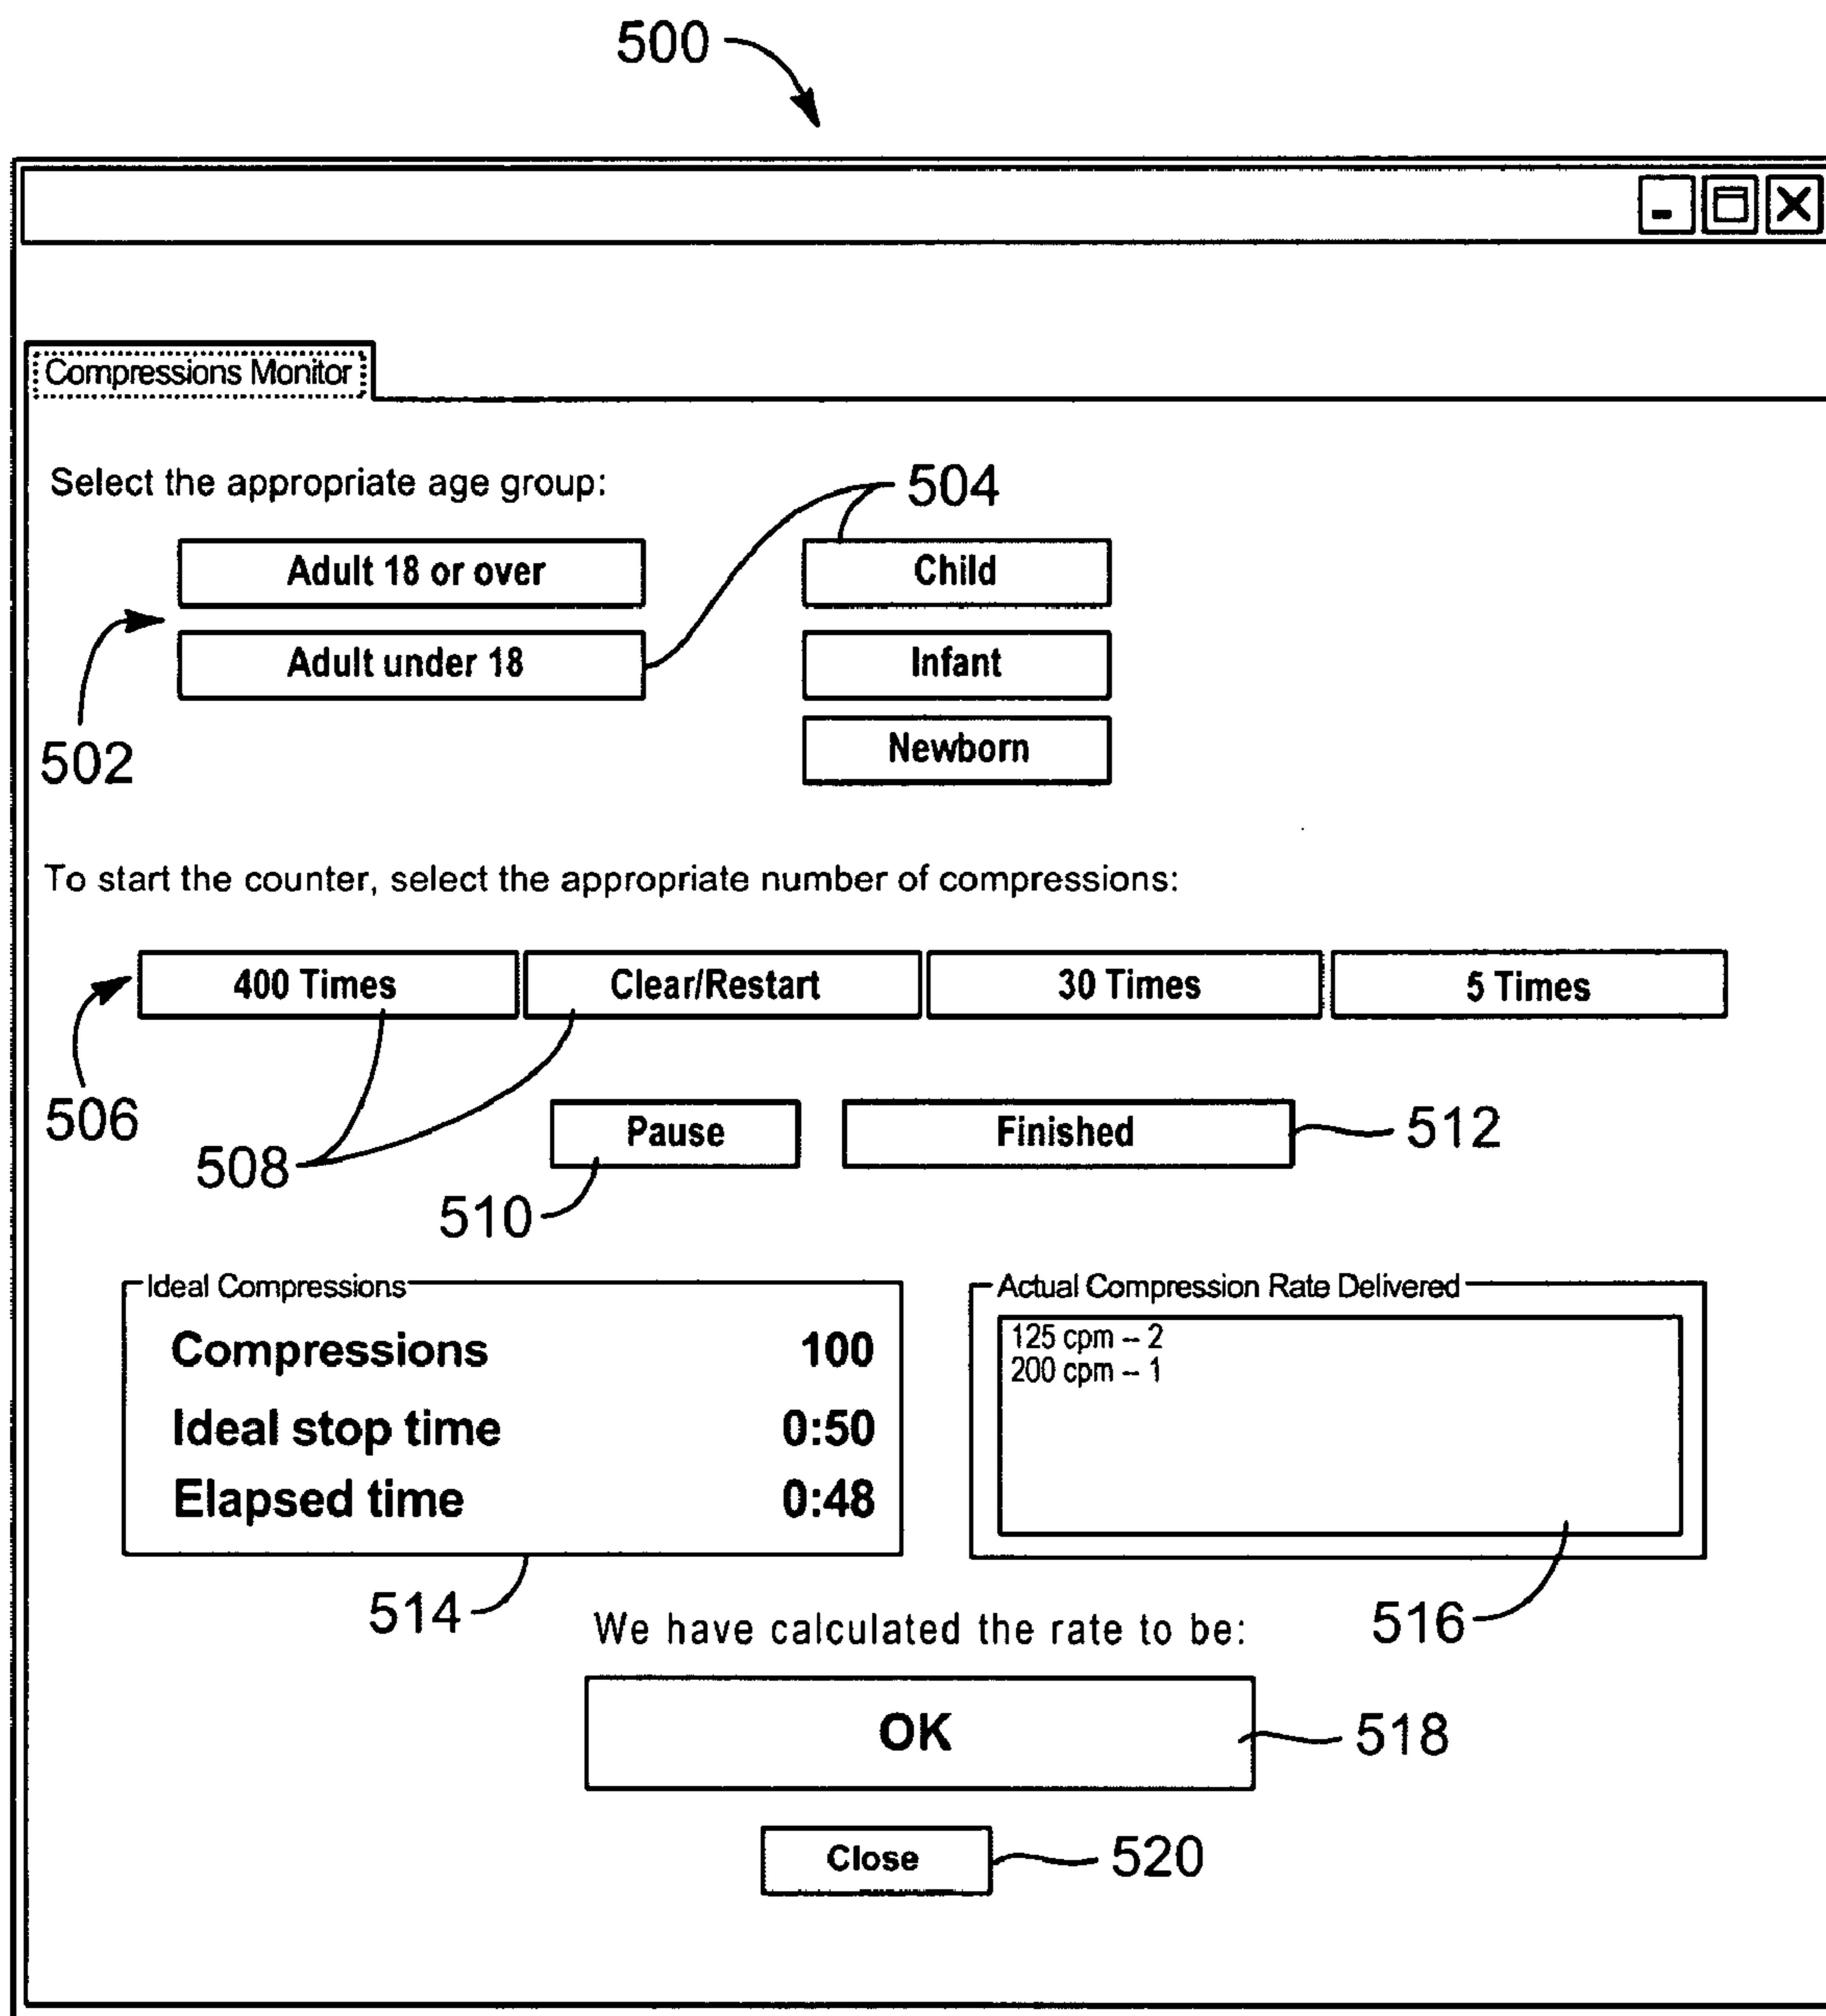 500
Compressions Monitor
Select the appropriate age group:
504
Adult 18 or over
Child
Adult under 18
Infant
502
Newborn
To start the counter, select the appropriate number of compressions:
400 Times
Clear/Restart
30 Times
5 Times
506
Pause
Finished
512
508
510
Ideal Compressions
Compressions 100
Ideal stop time 0:50
Elapsed time 0:48
Actual Compression Rate Delivered
125 cpm – 2
200 cpm – 1
514
516
We have calculated the rate to be:
OK
518
Close
520